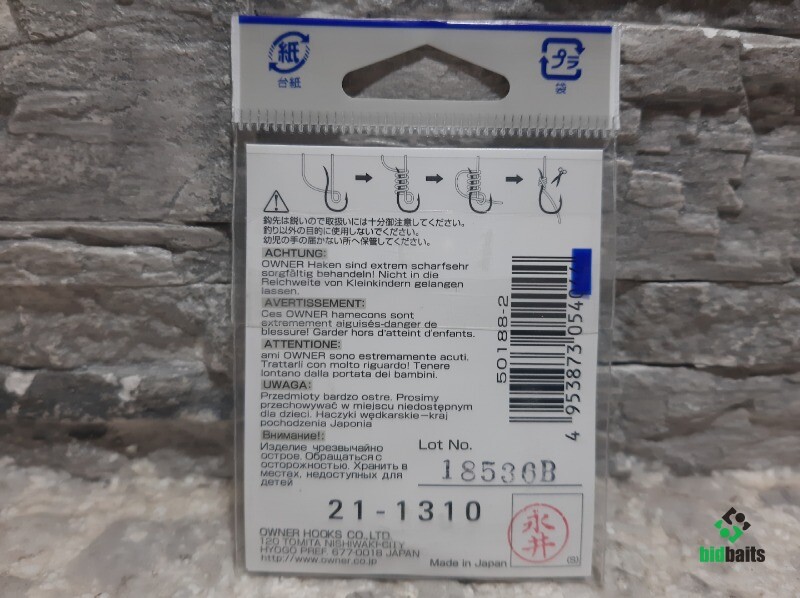 紙
プラ
台紙
袋
鈎先は鋭いので取扱いには十分御注意してください。
釣り以外の目的に使用しないでください。
幼児の手の届かない所へ保管してください。
ACHTUNG:
OWNER Haken sind extrem scharfsehr
sorgfältig behandeln! Nicht in die
Reichweite von Kleinkindern gelangen
lassen.
AVERTISSEMENT:
Ces OWNER hamecons sont
extremement aiguisés-danger de
blessure! Garder hors d'atteint d'enfants.
ATTENTIONE:
ami OWNER sono estremamente acuti.
Trattarli con molto riguardo! Tenere
lontano dalla portata dei bambini.
UWAGA:
Przedmioty bardzo ostre. Prosimy
przechowywać w miejscu niedostępnym
dla dzieci. Haczyki wędkarskie-kraj
pochodzenia Japonia
Внимание!:
Изделие чрезвычайно
острое. Обращаться с
осторожностью. Хранить в
местах, недоступных для
детей
50188-2
4 953873 054
Lot No.
18536B
21-1310
OWNER HOOKS CO.,LTD.
120 TOMITA NISHIWAKI-CITY
HYOGO PREF. 677-0018 JAPAN
http://www.owner.co.jp
Made in Japan
永井
(S)
bidbaits